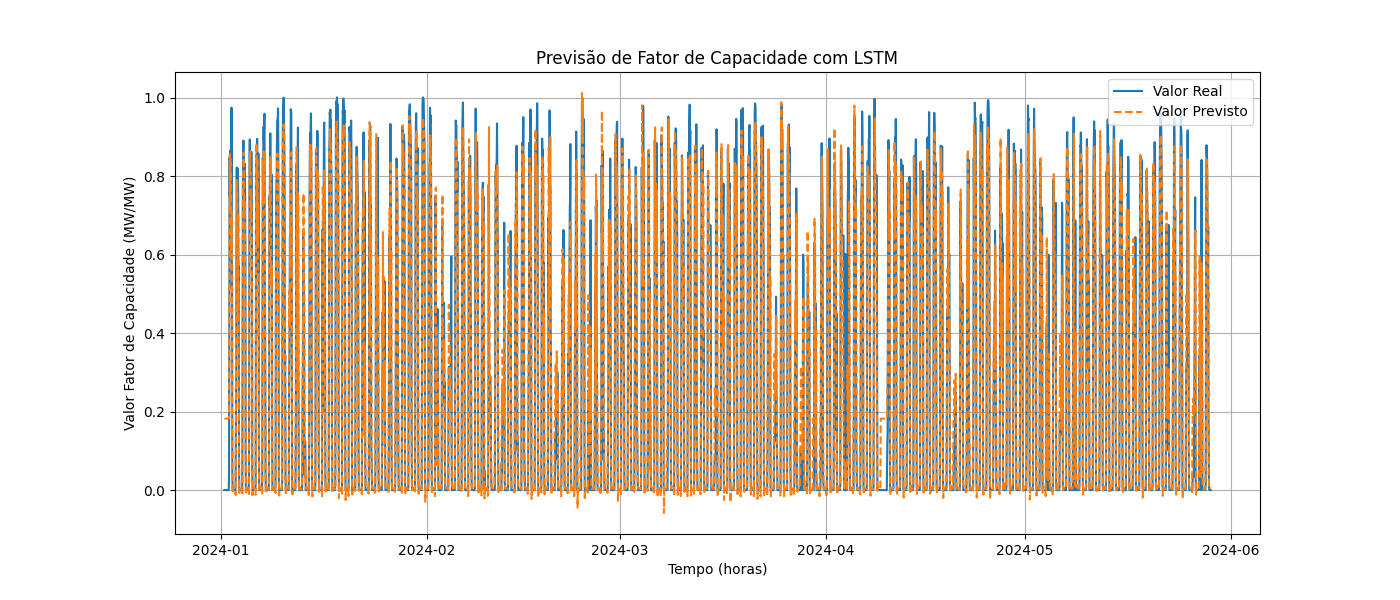 Previsão de Fator de Capacidade com LSTM
Valor Real
Valor Previsto
Valor Fator de Capacidade (MW/MW)
1.0
0.8
0.6
0.4
0.2
0.0
2024-01 2024-02 2024-03 2024-04 2024-05 2024-06
Tempo (horas)